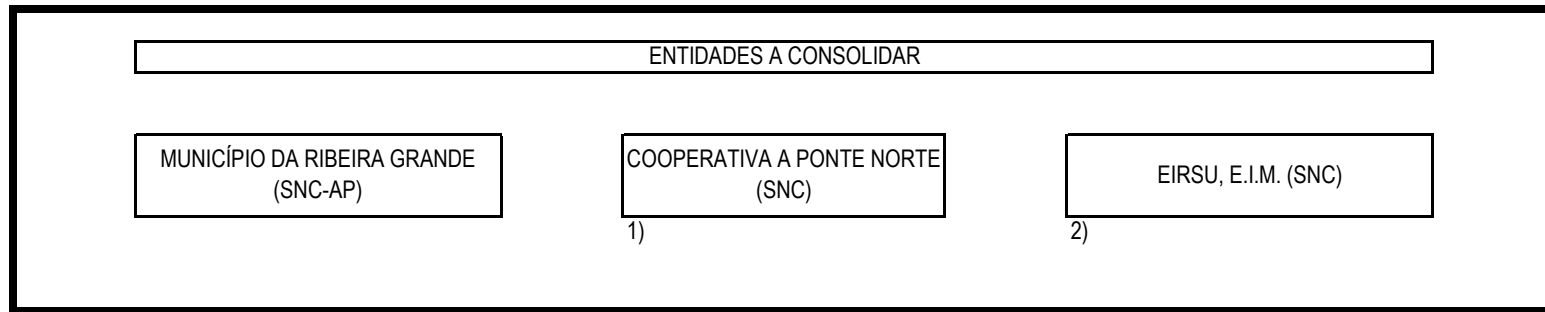 ENTIDADES A CONSOLIDAR
MUNICÍPIO DA RIBEIRA GRANDE
(SNC-AP)
COOPERATIVA A PONTE NORTE
(SNC)
EIRSU, E.I.M. (SNC)
1)
2)